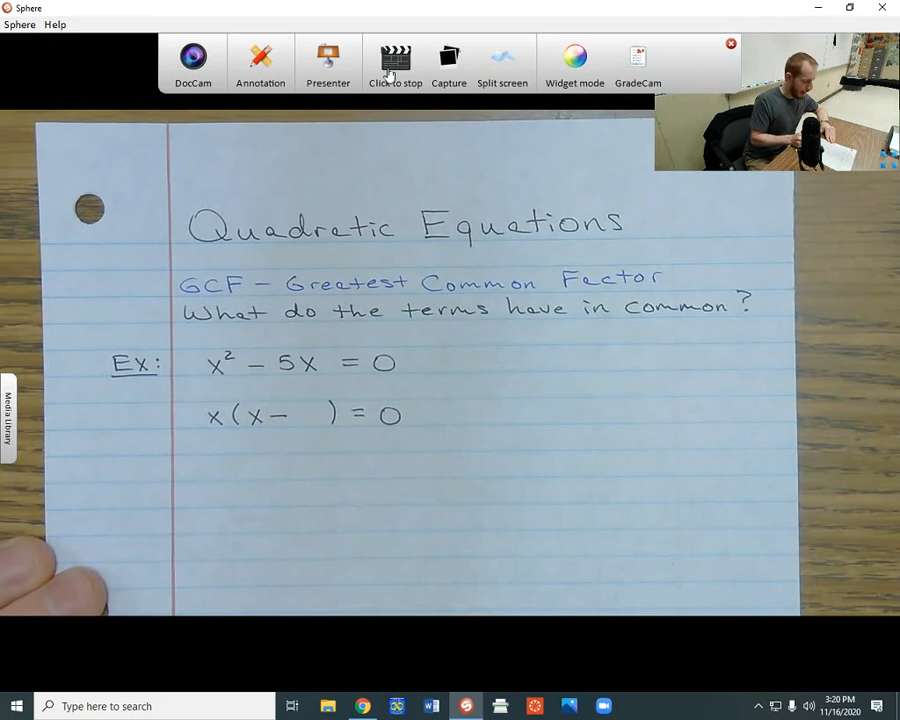 Sphere
Sphere Help
DocCam Annotation Presenter Click to stop Capture Split screen Widget mode GradeCam
Quadratic Equations
GCF - Greatest Common Factor
What do the terms have in common?
Ex: x² - 5x = 0
x(x -   ) = 0
Media Library
Type here to search
3:20 PM
11/16/2020